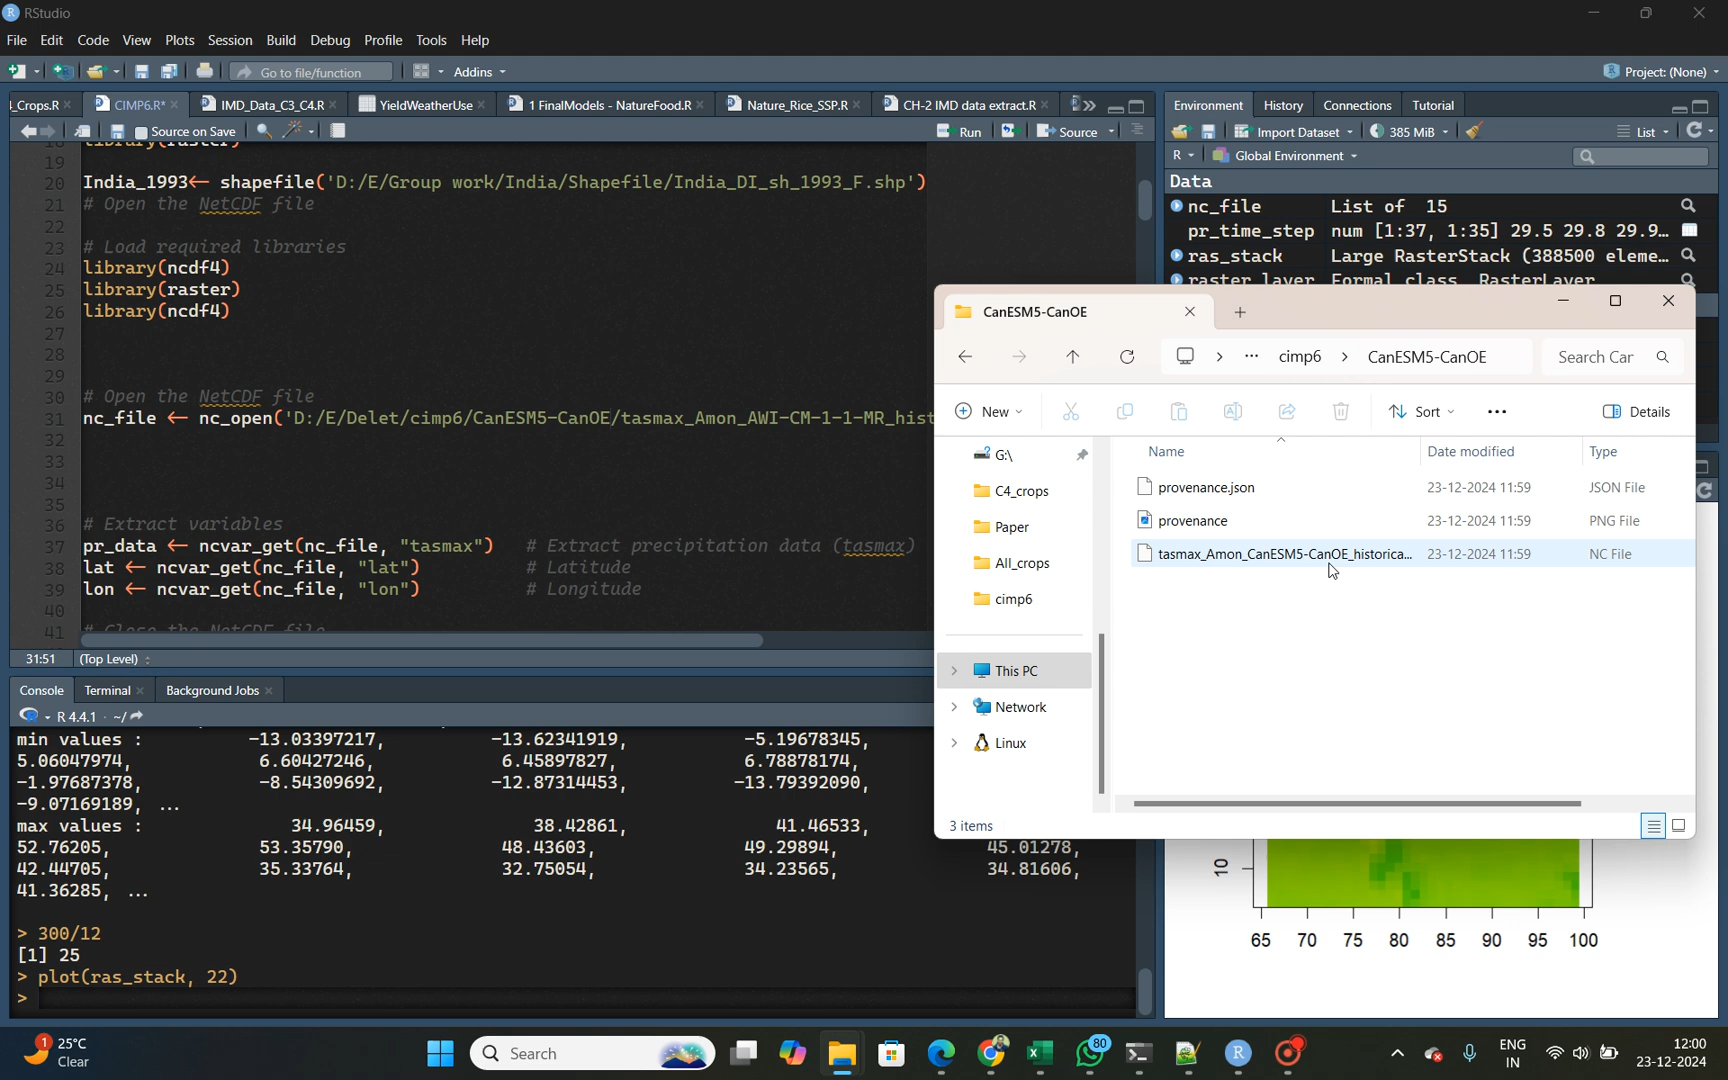 RStudio
File Edit Code View Plots Session Build Debug Profile Tools Help
Go to file/function Addins Project: (None)
_Crops.R CIMP6.R* IMD_Data_C3_C4.R YieldWeatherUse 1 FinalModels - NatureFood.R Nature_Rice_SSP.R CH-2 IMD data extract.R
Source on Save Run Source
18 library(raster)
19
20 India_1993<- shapefile('D:/E/Group work/India/Shapefile/India_DI_sh_1993_F.shp')
21 # Open the NetCDF file
22
23 # Load required libraries
24 library(ncdf4)
25 library(raster)
26 library(ncdf4)
27
28
29
30 # Open the NetCDF file
31 nc_file <- nc_open('D:/E/Delet/cimp6/CanESM5-CanOE/tasmax_Amon_AWI-CM-1-1-MR_hist
32
33
34
35
36 # Extract variables
37 pr_data <- ncvar_get(nc_file, "tasmax") # Extract precipitation data (tasmax)
38 lat <- ncvar_get(nc_file, "lat") # Latitude
39 lon <- ncvar_get(nc_file, "lon") # Longitude
40
41 # Close the NetCDF file
31:51 (Top Level)
Console Terminal Background Jobs
R 4.4.1 · ~/
min values : -13.03397217, -13.62341919, -5.19678345,
5.06047974, 6.60427246, 6.45897827, 6.78878174,
-1.97687378, -8.54309692, -12.87314453, -13.79392090,
-9.07169189, ...
max values : 34.96459, 38.42861, 41.46533,
52.76205, 53.35790, 48.43603, 49.29894, 45.01278,
42.44705, 35.33764, 32.75054, 34.23565, 34.81606,
41.36285, ...
> 300/12
[1] 25
> plot(ras_stack, 22)
>
Environment History Connections Tutorial
Import Dataset 385 MiB List
R Global Environment
Data
nc_file List of 15
pr_time_step num [1:37, 1:35] 29.5 29.8 29.9...
ras_stack Large RasterStack (388500 eleme...
raster_layer Formal class RasterLayer
CanESM5-CanOE
cimp6 > CanESM5-CanOE Search Car
New Sort Details
G:\
C4_crops
Paper
All_crops
cimp6
This PC
Network
Linux
Name Date modified Type
provenance.json 23-12-2024 11:59 JSON File
provenance 23-12-2024 11:59 PNG File
tasmax_Amon_CanESM5-CanOE_historica... 23-12-2024 11:59 NC File
3 items
10
65 70 75 80 85 90 95 100
1 25°C
Clear
Search
80
ENG
IN
12:00
23-12-2024